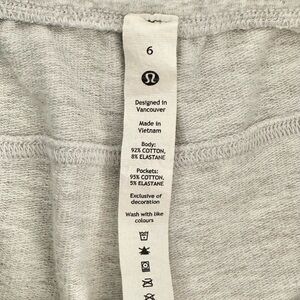 6
Designed in
Vancouver
Made in
Vietnam
Body:
92% COTTON,
8% ELASTANE
Pockets:
95% COTTON,
5% ELASTANE
Exclusive of
decoration
Wash with like
colours